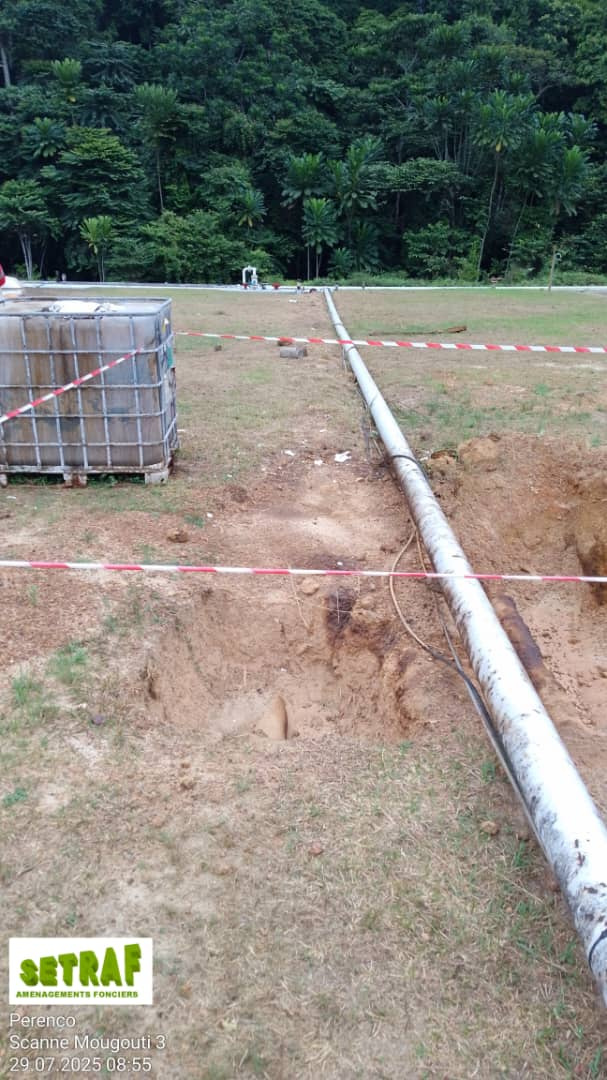 SETRAF
AMENAGEMENTS FONCIERS
Perenco
Scanne Mougouti 3
29.07.2025 08:55